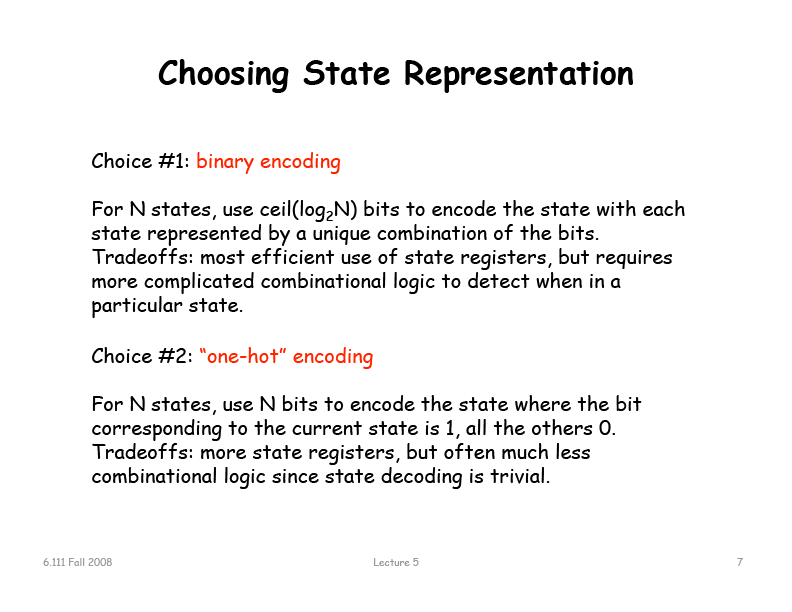 Choosing State Representation
Choice #1: binary encoding
For N states, use ceil(log₂N) bits to encode the state with each
state represented by a unique combination of the bits.
Tradeoffs: most efficient use of state registers, but requires
more complicated combinational logic to detect when in a
particular state.
Choice #2: “one-hot” encoding
For N states, use N bits to encode the state where the bit
corresponding to the current state is 1, all the others 0.
Tradeoffs: more state registers, but often much less
combinational logic since state decoding is trivial.
6.111 Fall 2008
Lecture 5
7